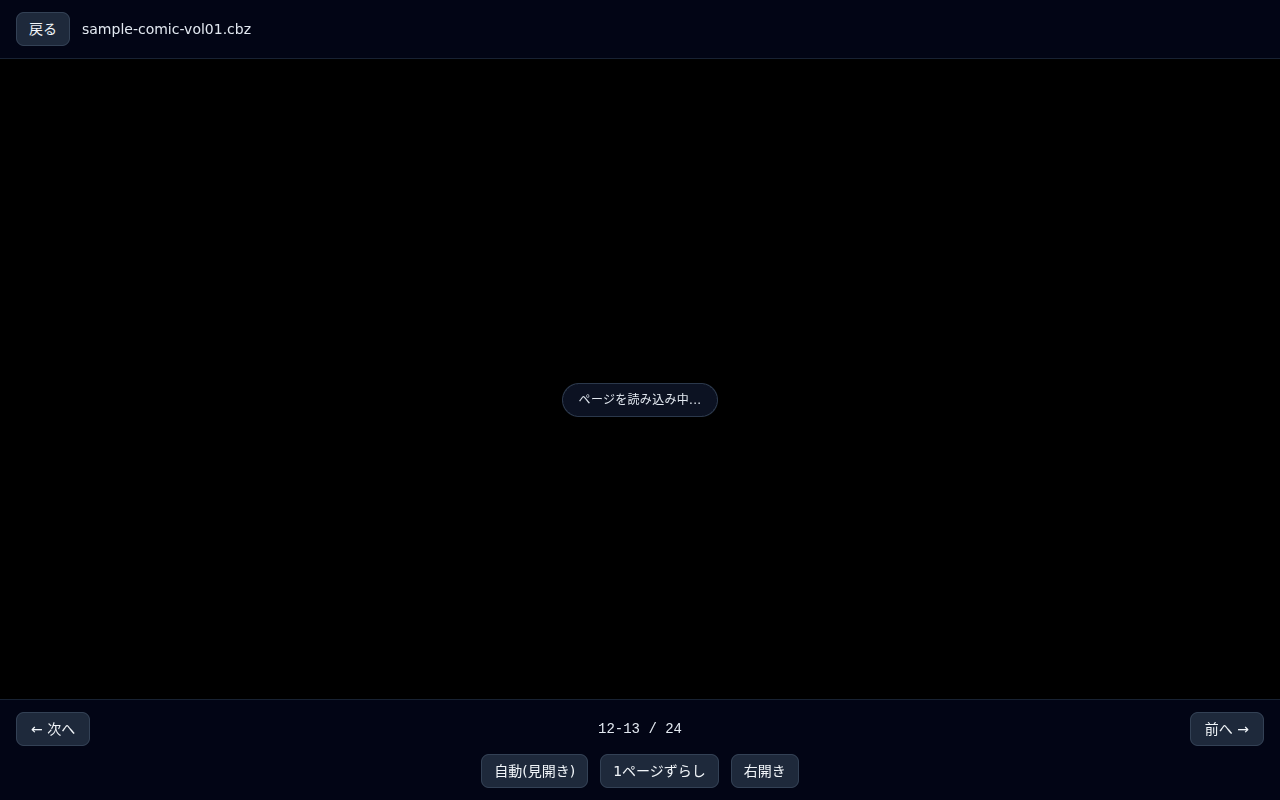 戻る sample-comic-vol01.cbz
ページを読み込み中...
← 次へ 12-13 / 24 前へ →
自動(見開き) 1ページずらし 右開き